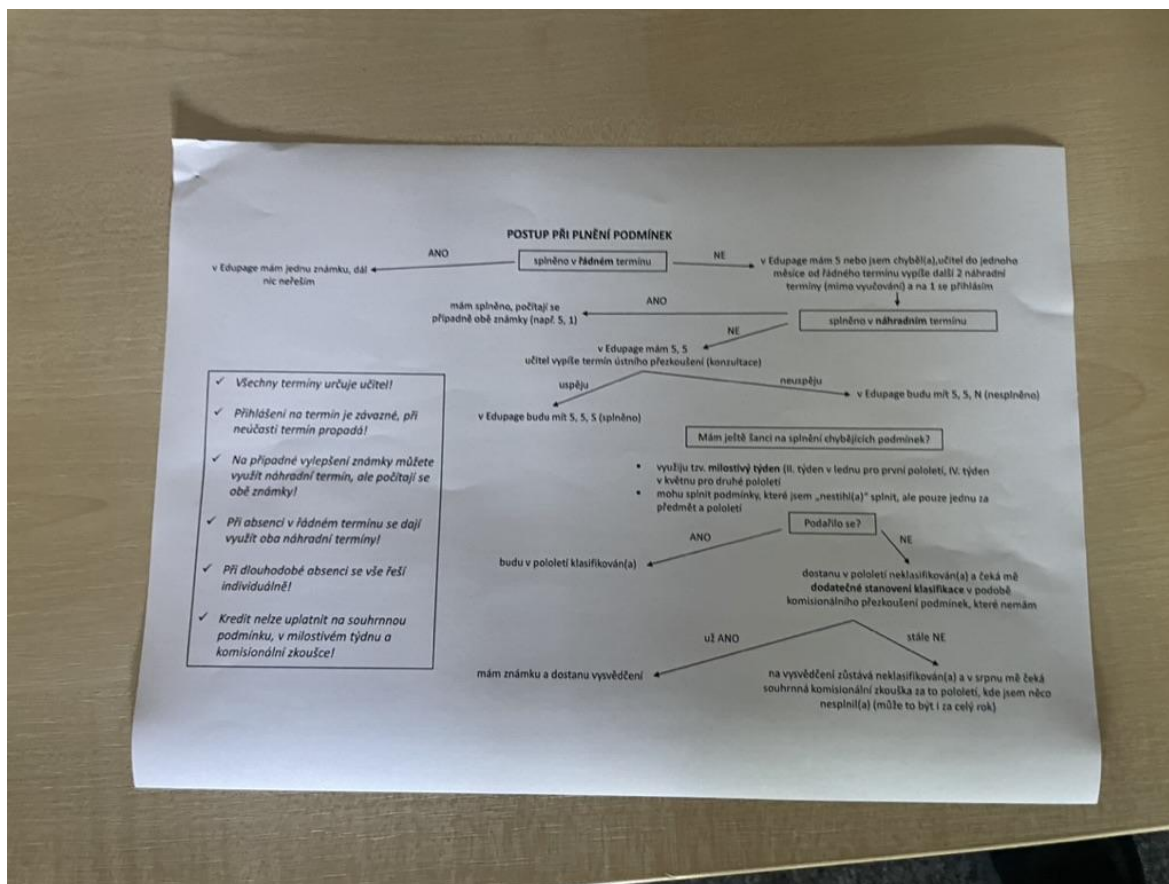 POSTUP PŘI PLNĚNÍ PODMÍNEK
splněno v řádném termínu
ANO
v Edupage mám jednu známku, dál
nic neřeším
NE
v Edupage mám 5 nebo jsem chyběl(a),učitel do jednoho
měsíce od řádného termínu vypíše další 2 náhradní
termíny (mimo vyučování) a na 1 se přihlásím
splněno v náhradním termínu
ANO
mám splněno, počítají se
případně obě známky (např. 5, 1)
NE
v Edupage mám 5, 5
učitel vypíše termín ústního přezkoušení (konzultace)
uspěju
v Edupage budu mít 5, 5, S (splněno)
neuspěju
v Edupage budu mít 5, 5, N (nesplněno)
Mám ještě šanci na splnění chybějících podmínek?
• využiju tzv. milostivý týden (II. týden v lednu pro první pololetí, IV. týden
v květnu pro druhé pololetí
• mohu splnit podmínky, které jsem „nestihl(a)“ splnit, ale pouze jednu za
předmět a pololetí
Podařilo se?
ANO
budu v pololetí klasifikován(a)
NE
dostanu v pololetí neklasifikován(a) a čeká mě
dodatečné stanovení klasifikace v podobě
komisionálního přezkoušení podmínek, které nemám
už ANO
mám známku a dostanu vysvědčení
stále NE
na vysvědčení zůstává neklasifikován(a) a v srpnu mě čeká
souhrnná komisionální zkouška za to pololetí, kde jsem něco
nesplnil(a) (může to být i za celý rok)
✓ Všechny termíny určuje učitel!
✓ Přihlášení na termín je závazné, při
neúčasti termín propadá!
✓ Na případné vylepšení známky můžete
využít náhradní termín, ale počítají se
obě známky!
✓ Při absenci v řádném termínu se dají
využít oba náhradní termíny!
✓ Při dlouhodobé absenci se vše řeší
individuálně!
✓ Kredit nelze uplatnit na souhrnnou
podmínku, v milostivém týdnu a
komisionální zkoušce!